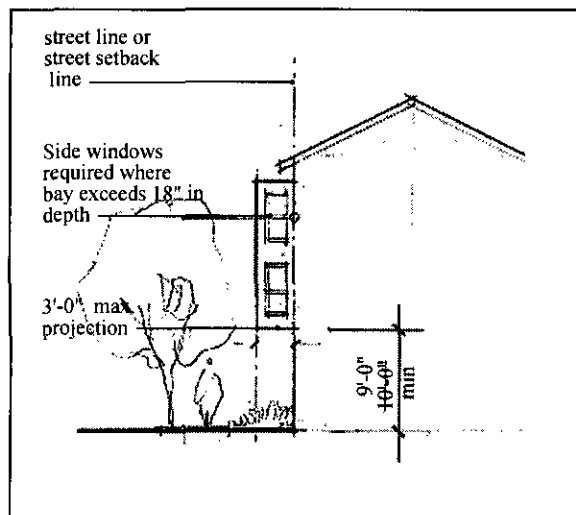 street line or
street setback
line
Side windows
required where
bay exceeds 18" in
depth
3'-0" max
projection
9'-0"
10'-0"
min